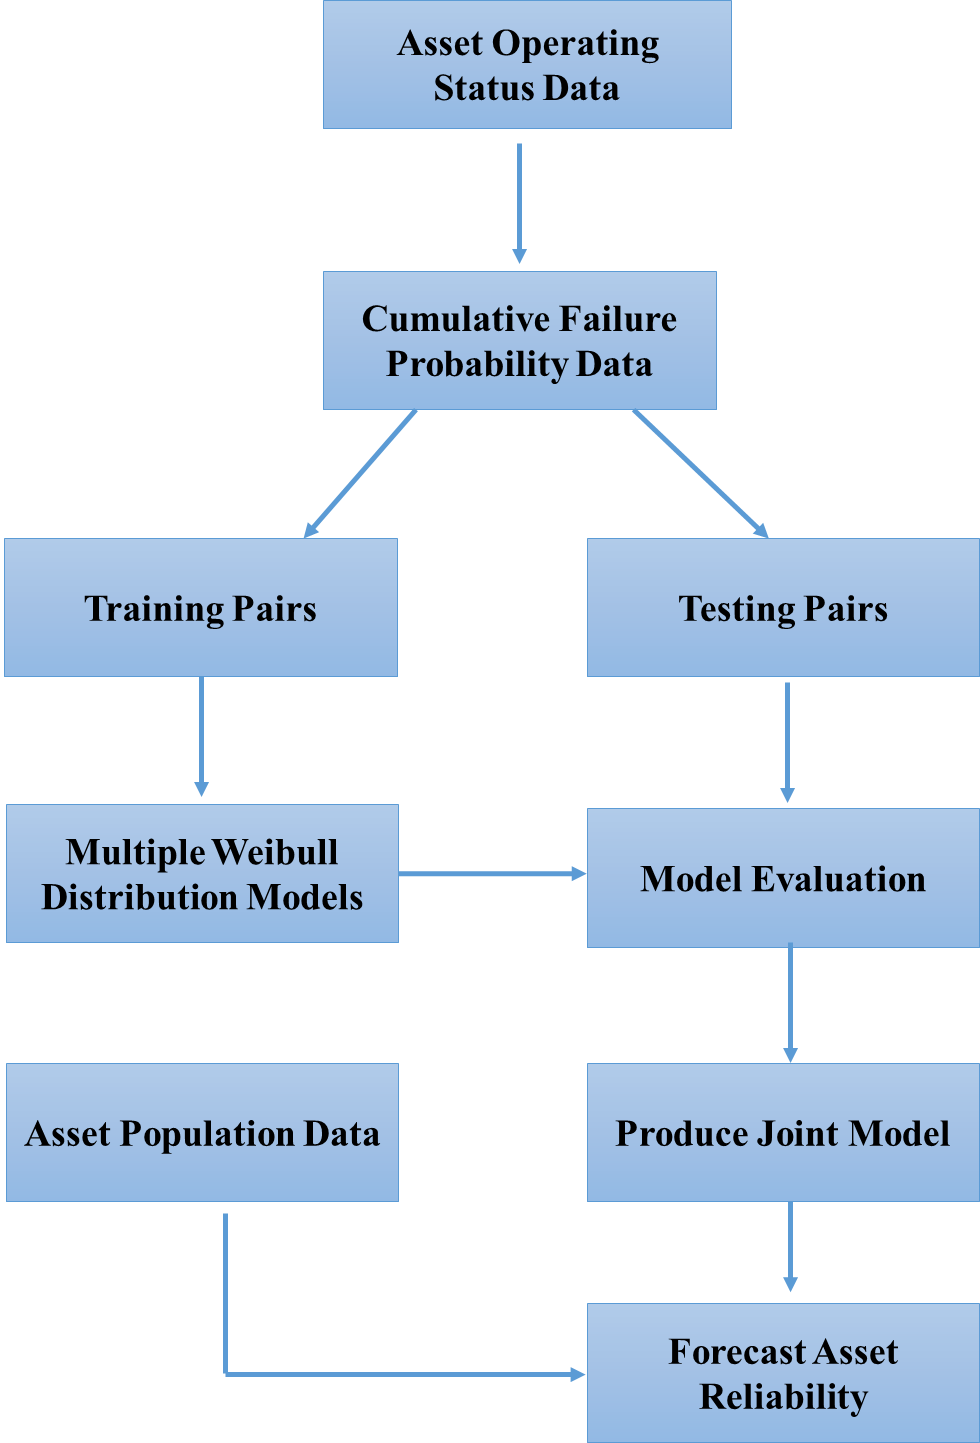 Asset Operating
Status Data
Cumulative Failure
Probability Data
Training Pairs
Testing Pairs
Multiple Weibull
Distribution Models
Model Evaluation
Asset Population Data
Produce Joint Model
Forecast Asset
Reliability